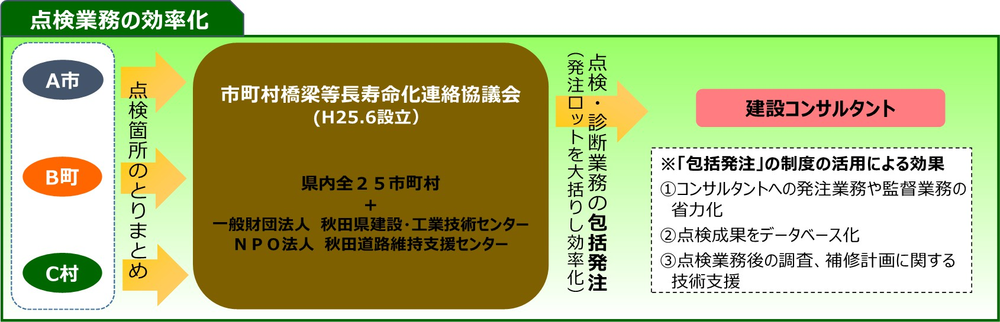 点検業務の効率化
A市
B町
C村
点検箇所のとりまとめ
市町村橋梁等長寿命化連絡協議会
(H25.6設立）
県内全２５市町村
+
一般財団法人 秋田県建設・工業技術センター
ＮＰＯ法人 秋田道路維持支援センター
点検・診断業務の包括発注
（発注ロットを大括りし効率化）
建設コンサルタント
※「包括発注」の制度の活用による効果
①コンサルタントへの発注業務や監督業務の
省力化
②点検成果をデータベース化
③点検業務後の調査、補修計画に関する
技術支援